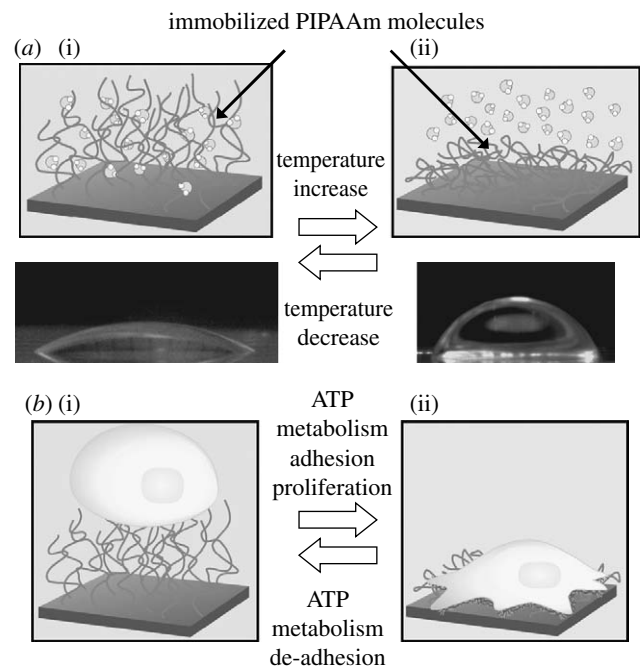 immobilized PIPAAm molecules
(a) (i)
(ii)
temperature
increase
temperature
decrease
(b) (i)
(ii)
ATP
metabolism
adhesion
proliferation
ATP
metabolism
de-adhesion